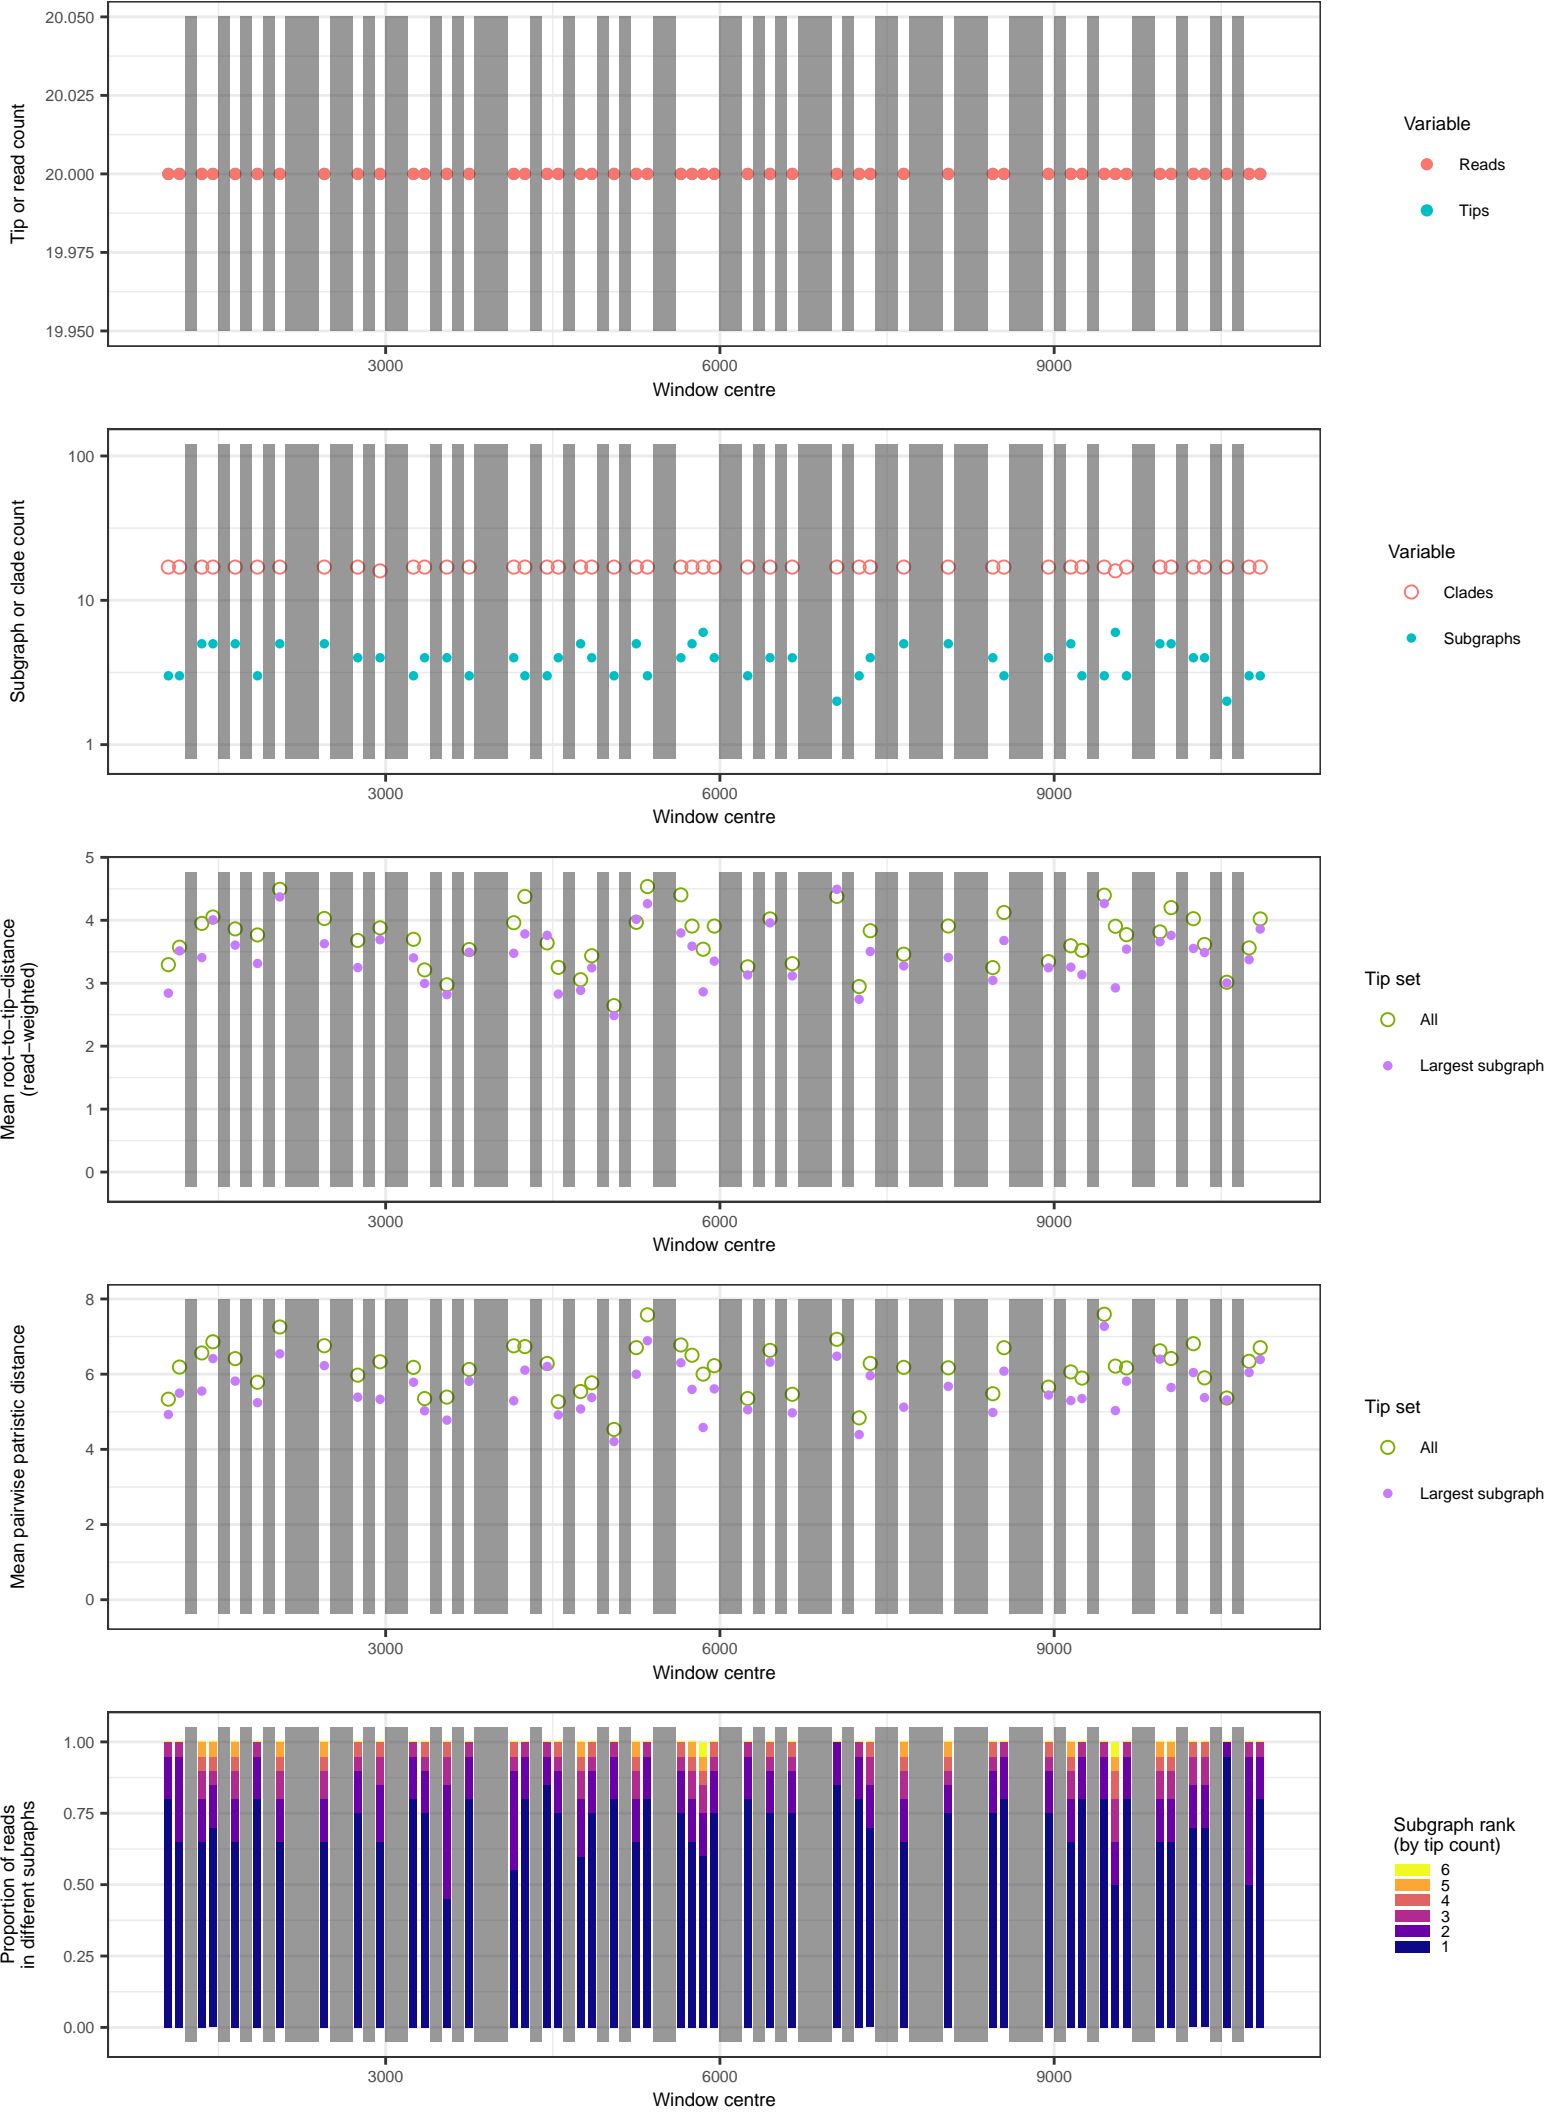 20.050
20.025
20.000
19.975
19.950
Tip or read count
3000
6000
9000
Window centre
Variable
Reads
Tips
100
10
1
Subgraph or clade count
3000
6000
9000
Window centre
Variable
Clades
Subgraphs
5
4
3
2
1
0
Mean root−to−tip−distance
(read−weighted)
3000
6000
9000
Window centre
Tip set
All
Largest subgraph
8
6
4
2
0
Mean pairwise patristic distance
3000
6000
9000
Window centre
Tip set
All
Largest subgraph
1.00
0.75
0.50
0.25
0.00
Proportion of reads
in different subraphs
3000
6000
9000
Window centre
Subgraph rank
(by tip count)
6
5
4
3
2
1